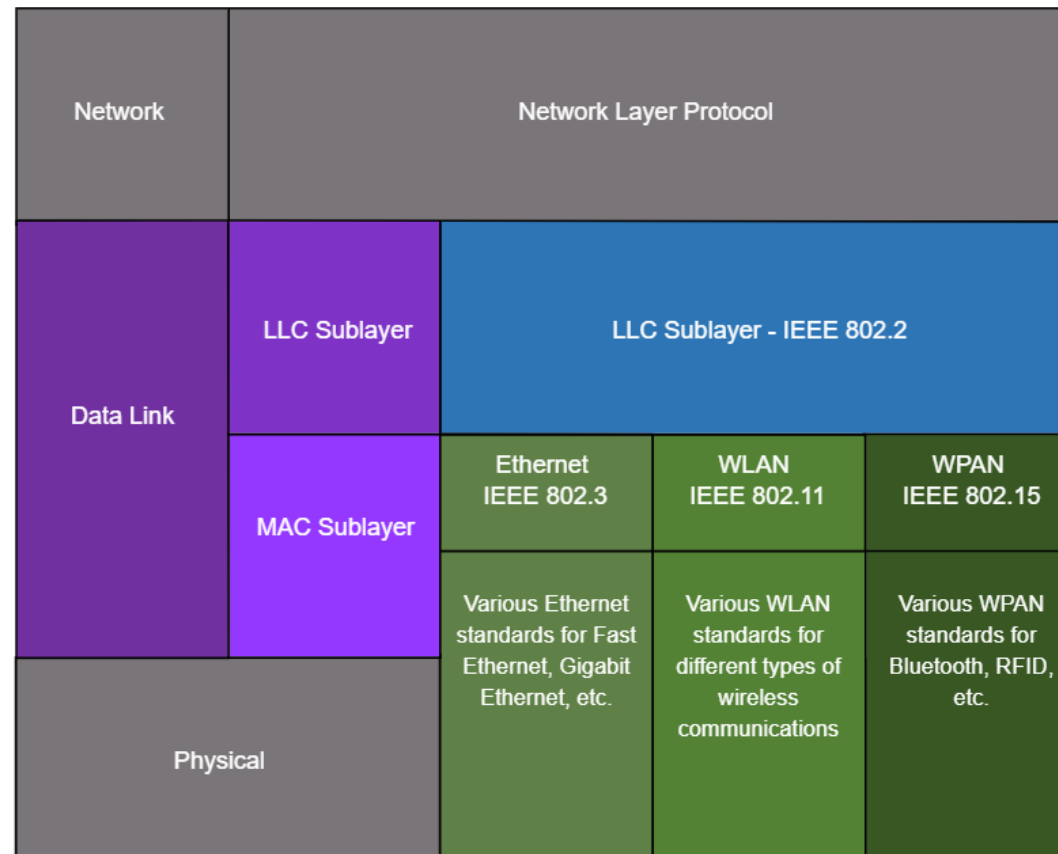 Network
Network Layer Protocol
Data Link
LLC Sublayer
LLC Sublayer - IEEE 802.2
MAC Sublayer
Ethernet
IEEE 802.3
WLAN
IEEE 802.11
WPAN
IEEE 802.15
Various Ethernet
standards for Fast
Ethernet, Gigabit
Ethernet, etc.
Various WLAN
standards for
different types of
wireless
communications
Various WPAN
standards for
Bluetooth, RFID,
etc.
Physical